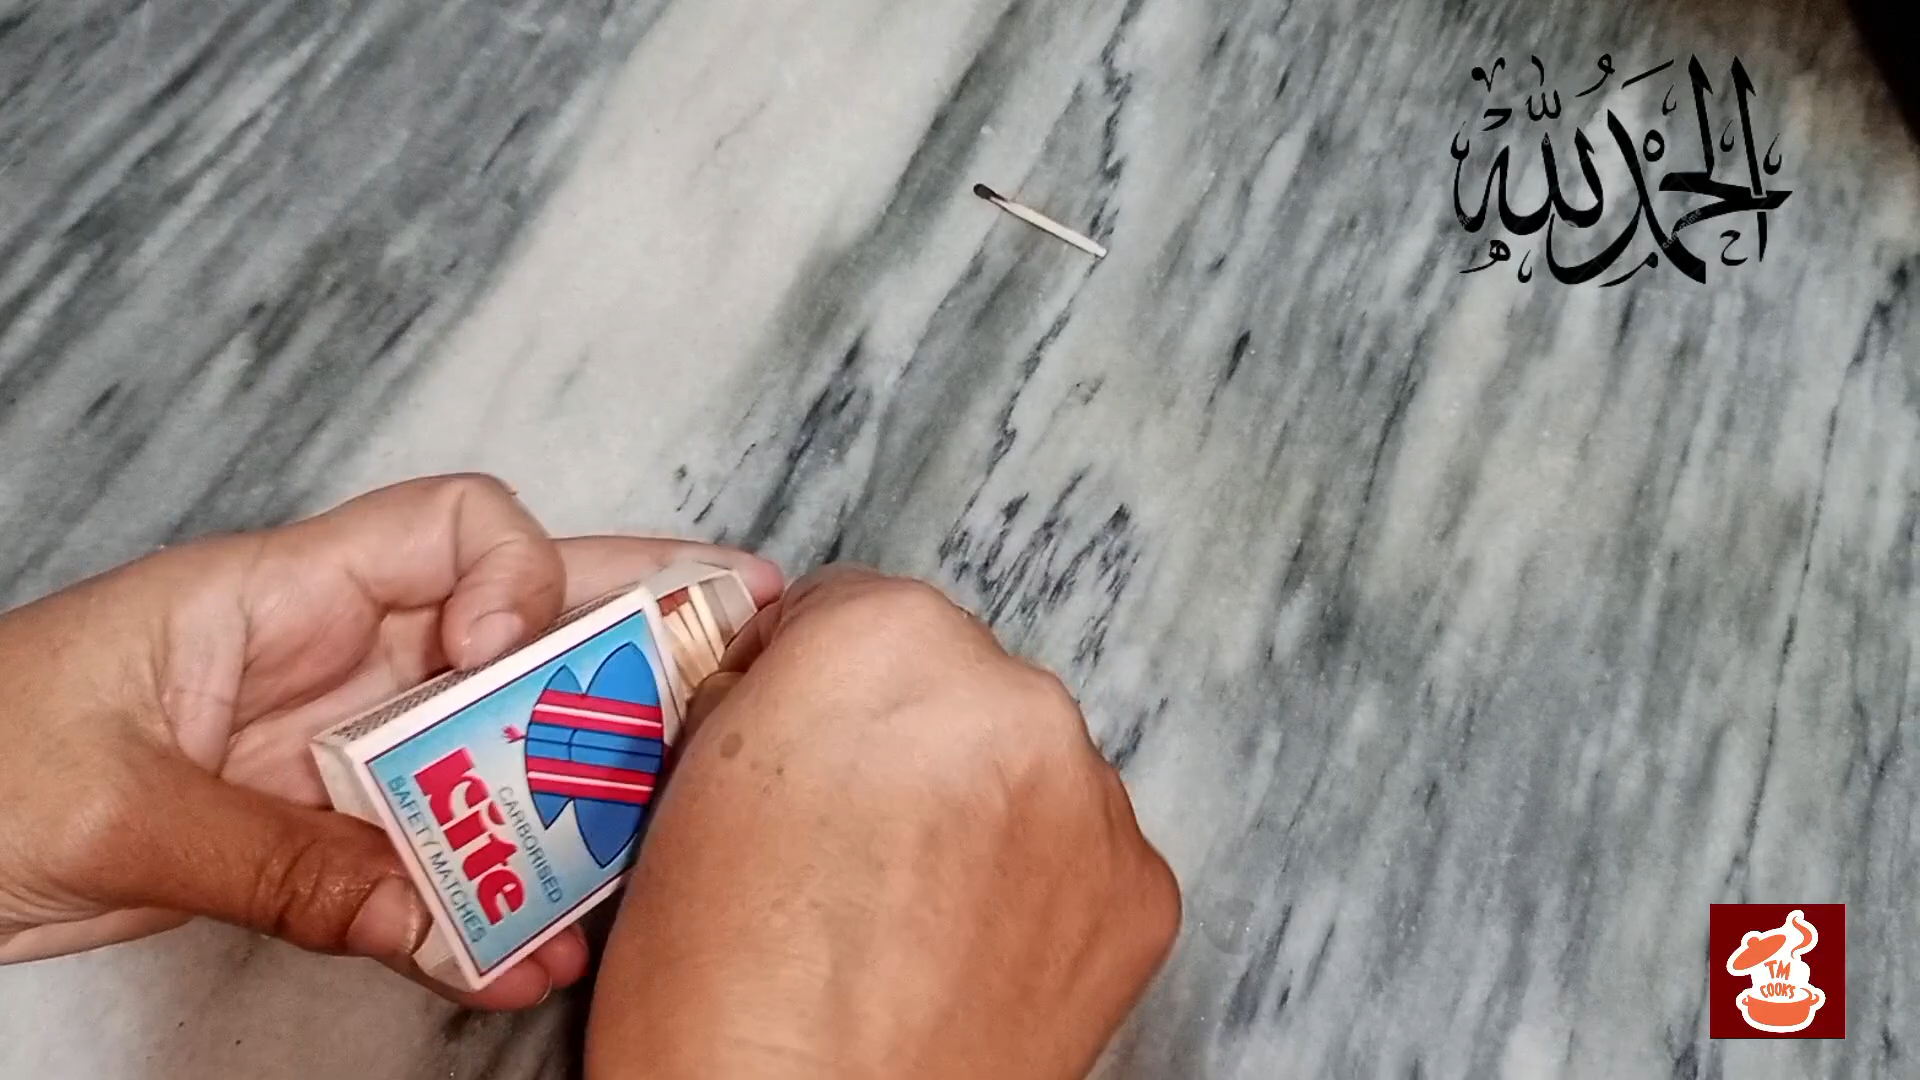 الحمد لله
Kite
CARBORISED
SAFETY MATCHES
TM
COOKS